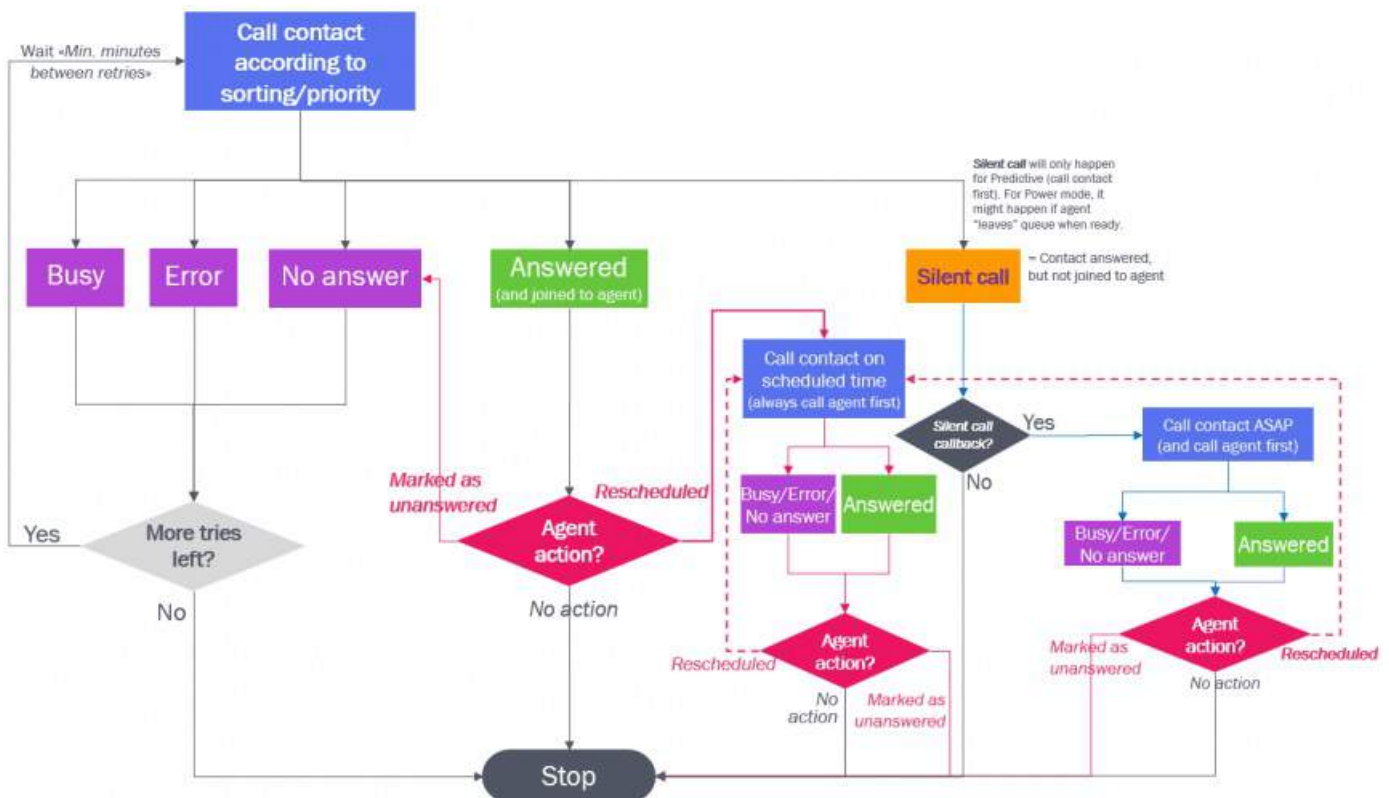 Call contact
according to
sorting/priority
Wait «Min. minutes
between retries»
Silent call will only happen
for Predictive (call contact
first). For Power mode, it
might happen if agent
"leaves" queue when ready.
Busy
Error
No answer
Answered
(and joined to agent)
Silent call
= Contact answered,
but not joined to agent
Call contact on
scheduled time
(always call agent first)
Silent call
callback?
Yes
No
Call contact ASAP
(and call agent first)
Marked as
unanswered
Rescheduled
Busy/Error/
No answer
Answered
Busy/Error/
No answer
Answered
Yes
More tries
left?
No
Agent
action?
No action
Agent
action?
Rescheduled
No
action
Marked as
unanswered
Agent
action?
Marked as
unanswered
Rescheduled
No action
Stop